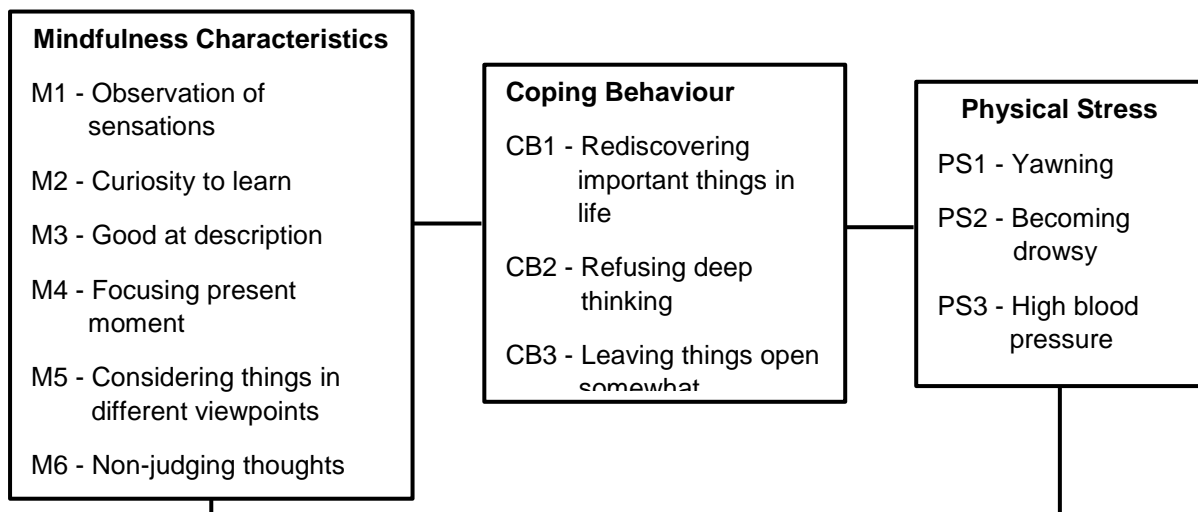 Mindfulness Characteristics
M1 - Observation of
sensations
M2 - Curiosity to learn
M3 - Good at description
M4 - Focusing present
moment
M5 - Considering things in
different viewpoints
M6 - Non-judging thoughts
Coping Behaviour
CB1 - Rediscovering
important things in
life
CB2 - Refusing deep
thinking
CB3 - Leaving things open
somewhat
Physical Stress
PS1 - Yawning
PS2 - Becoming
drowsy
PS3 - High blood
pressure